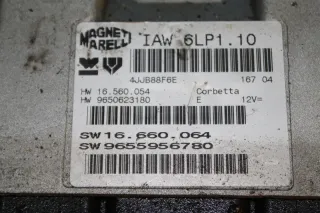 MAGNETI MARELLI IAW 6LP1.10
4JJB88F6E 167 04
HW 16.560.054 Corbetta
HW 9650623180 E 12V=
SW16.660.064
SW9655956780